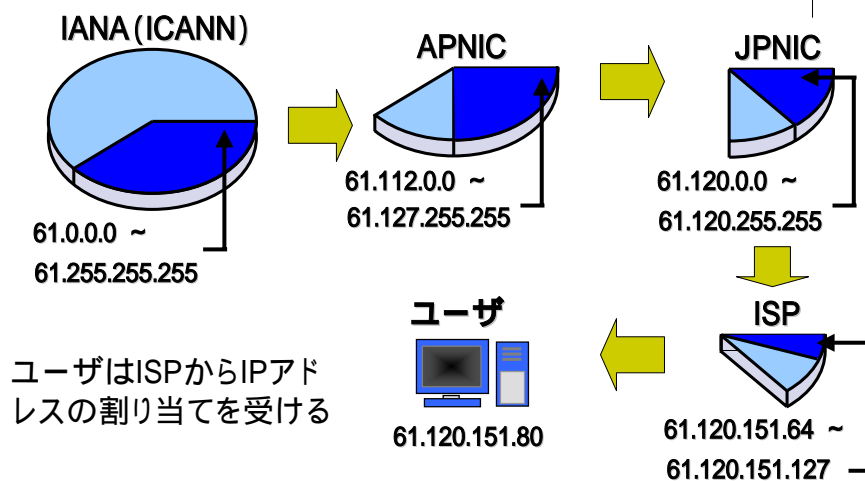 IANA(ICANN)
61.0.0.0 ~
61.255.255.255
APNIC
61.112.0.0 ~
61.127.255.255
JPNIC
61.120.0.0 ~
61.120.255.255
ISP
61.120.151.64 ~
61.120.151.127
ユーザ
61.120.151.80
ユーザはISPからIPアド
レスの割り当てを受ける